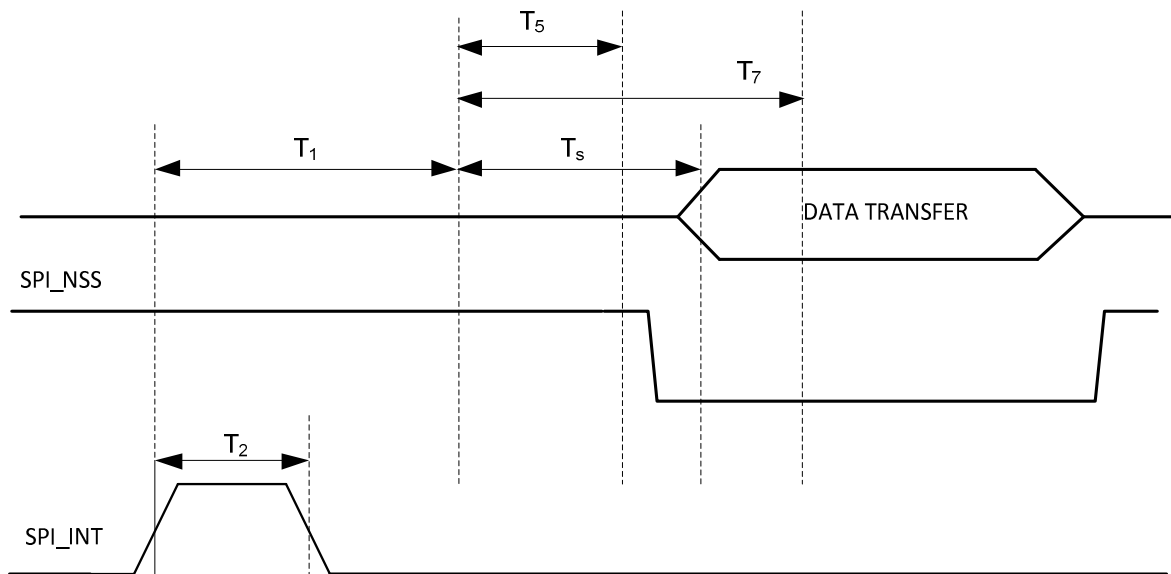 T5
T7
T1
Ts
DATA TRANSFER
SPI_NSS
T2
SPI_INT